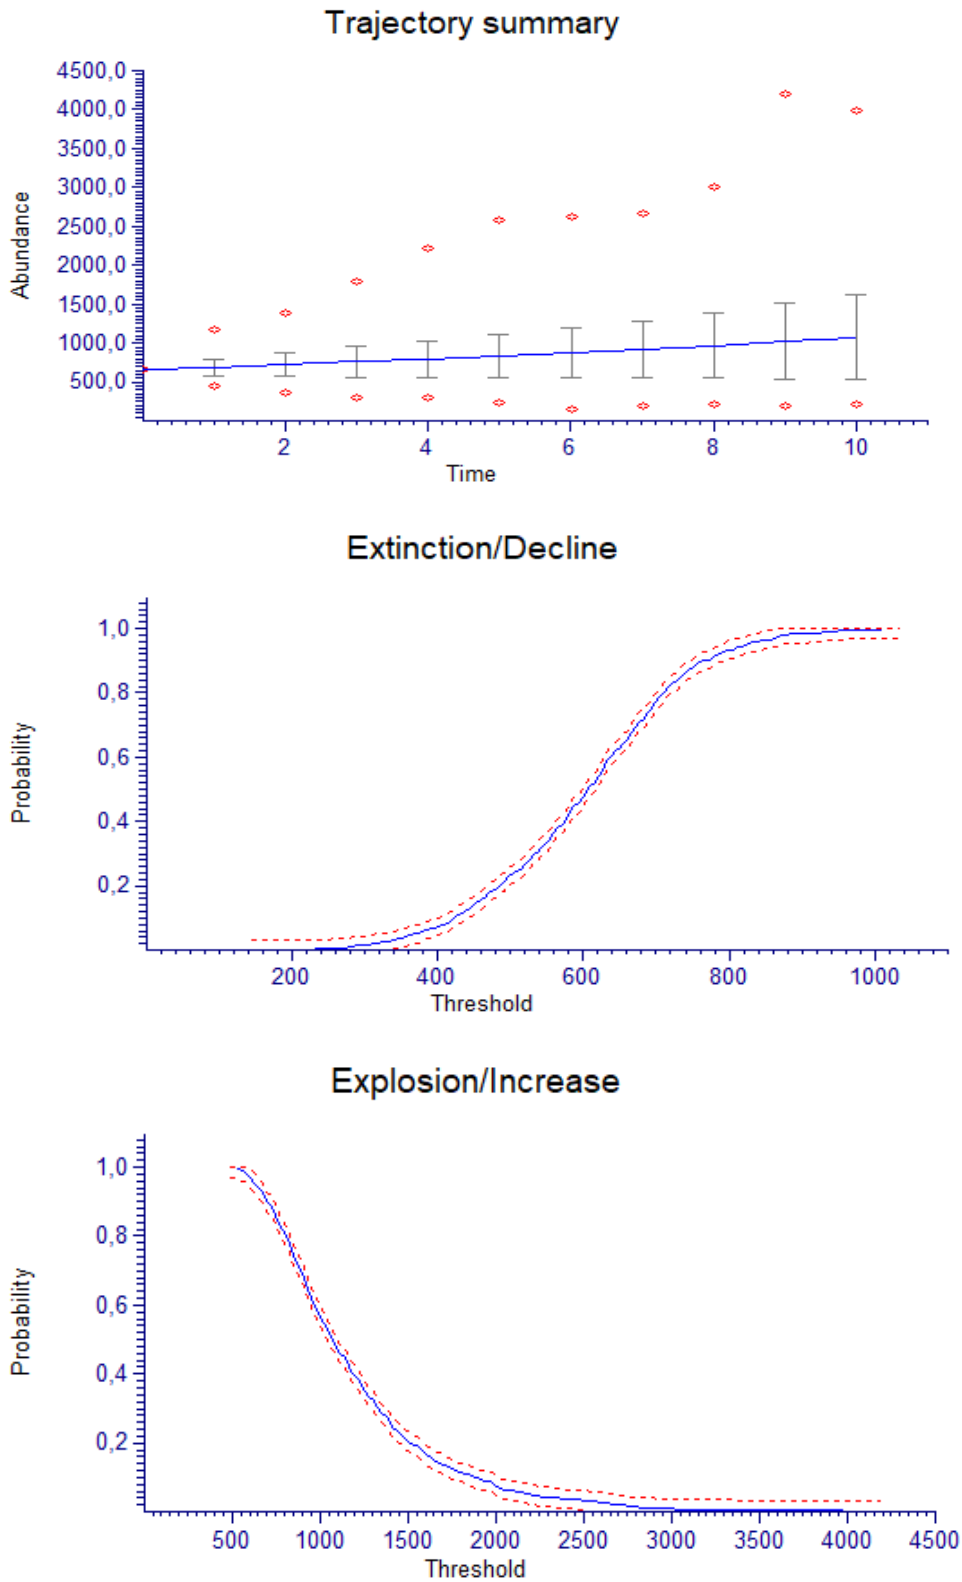 Trajectory summary
4500,0
4000,0
3500,0
3000,0
2500,0
2000,0
1500,0
1000,0
500,0
Abundance
2 4 6 8 10
Time
Extinction/Decline
1,0
0,8
0,6
0,4
0,2
Probability
200 400 600 800 1000
Threshold
Explosion/Increase
1,0
0,8
0,6
0,4
0,2
Probability
500 1000 1500 2000 2500 3000 3500 4000 4500
Threshold